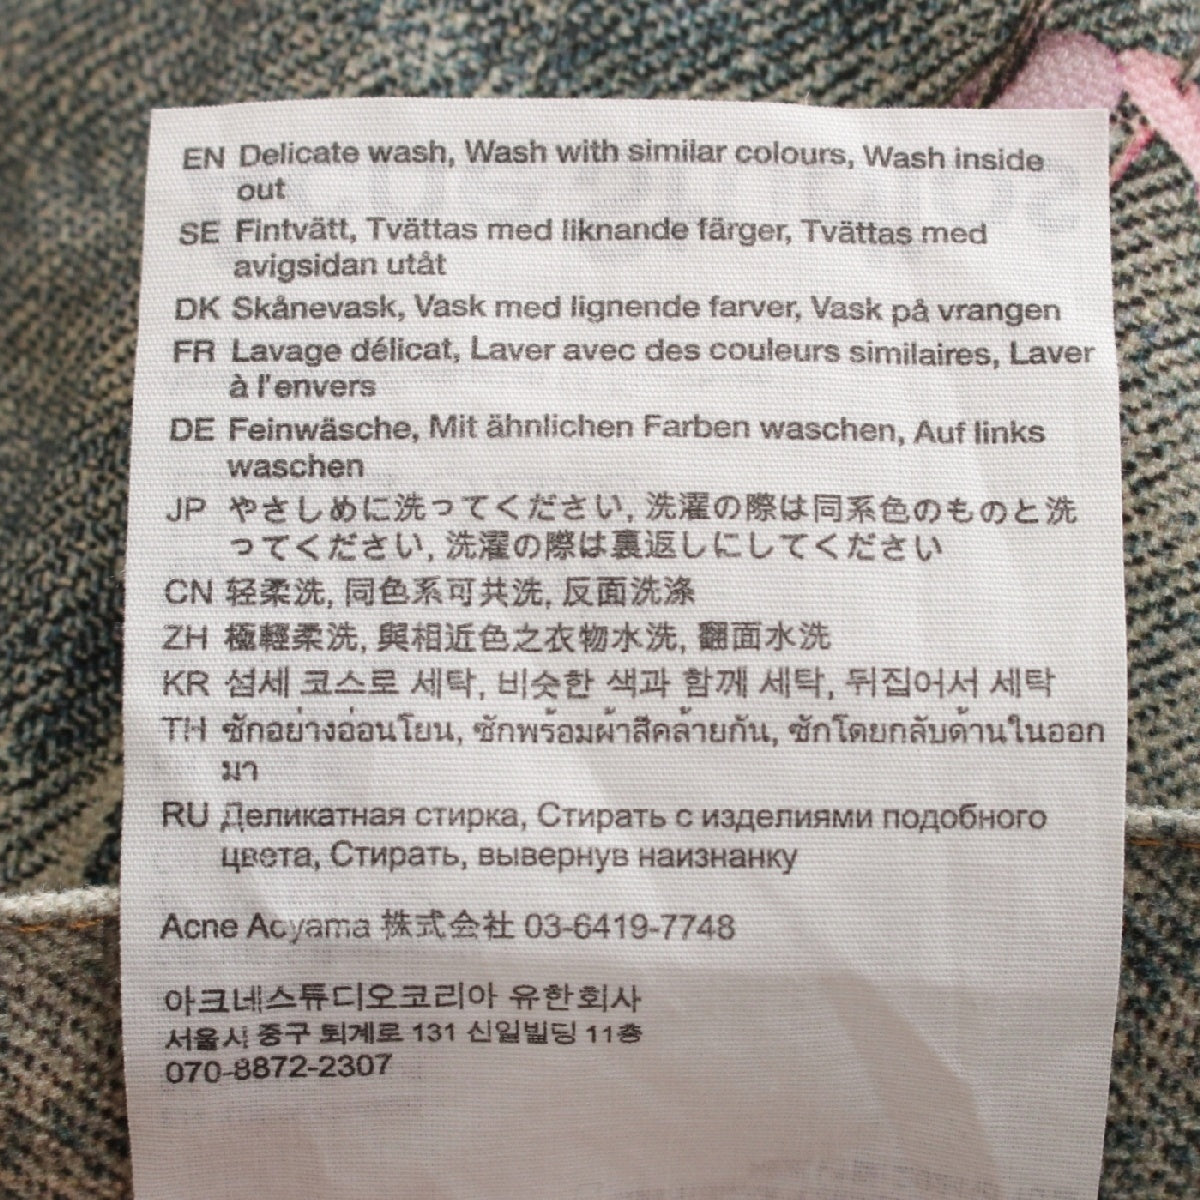 EN Delicate wash, Wash with similar colours, Wash inside
out
SE Fintvätt, Tvättas med liknande färger, Tvättas med
avigsidan utåt
DK Skånevask, Vask med lignende farver, Vask på vrangen
FR Lavage délicat, Laver avec des couleurs similaires, Laver
à l'envers
DE Feinwäsche, Mit ähnlichen Farben waschen, Auf links
waschen
JP やさしめに洗ってください, 洗濯の際は同系色のものと洗
ってください, 洗濯の際は裏返しにしてください
CN 轻柔洗, 同色系可共洗, 反面洗涤
ZH 極輕柔洗, 與相近色之衣物水洗, 翻面水洗
KR 섬세 코스로 세탁, 비슷한 색과 함께 세탁, 뒤집어서 세탁
TH ซักอย่างอ่อนโยน, ซักพร้อมผ้าสีคล้ายกัน, ซักโดยกลับด้านในออก
มา
RU Деликатная стирка, Стирать с изделиями подобного
цвета, Стирать, вывернув наизнанку
Acne Aoyama 株式会社 03-6419-7748
아크네스튜디오코리아 유한회사
서울시 중구 퇴계로 131 신일빌딩 11층
070-8872-2307